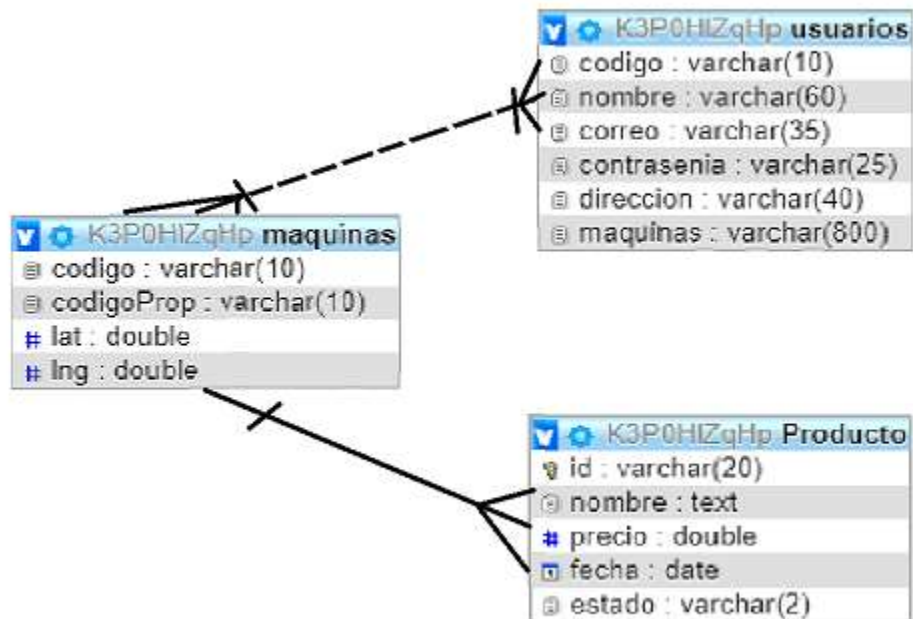 K3P0HIZqHp usuarios
codigo : varchar(10)
nombre : varchar(60)
correo : varchar(35)
contrasenia : varchar(25)
direccion : varchar(40)
maquinas : varchar(800)
K3P0HIZqHp maquinas
codigo : varchar(10)
codigoProp : varchar(10)
# lat : double
# lng : double
K3P0HIZqHp Producto
id : varchar(20)
nombre : text
# precio : double
fecha : date
estado : varchar(2)